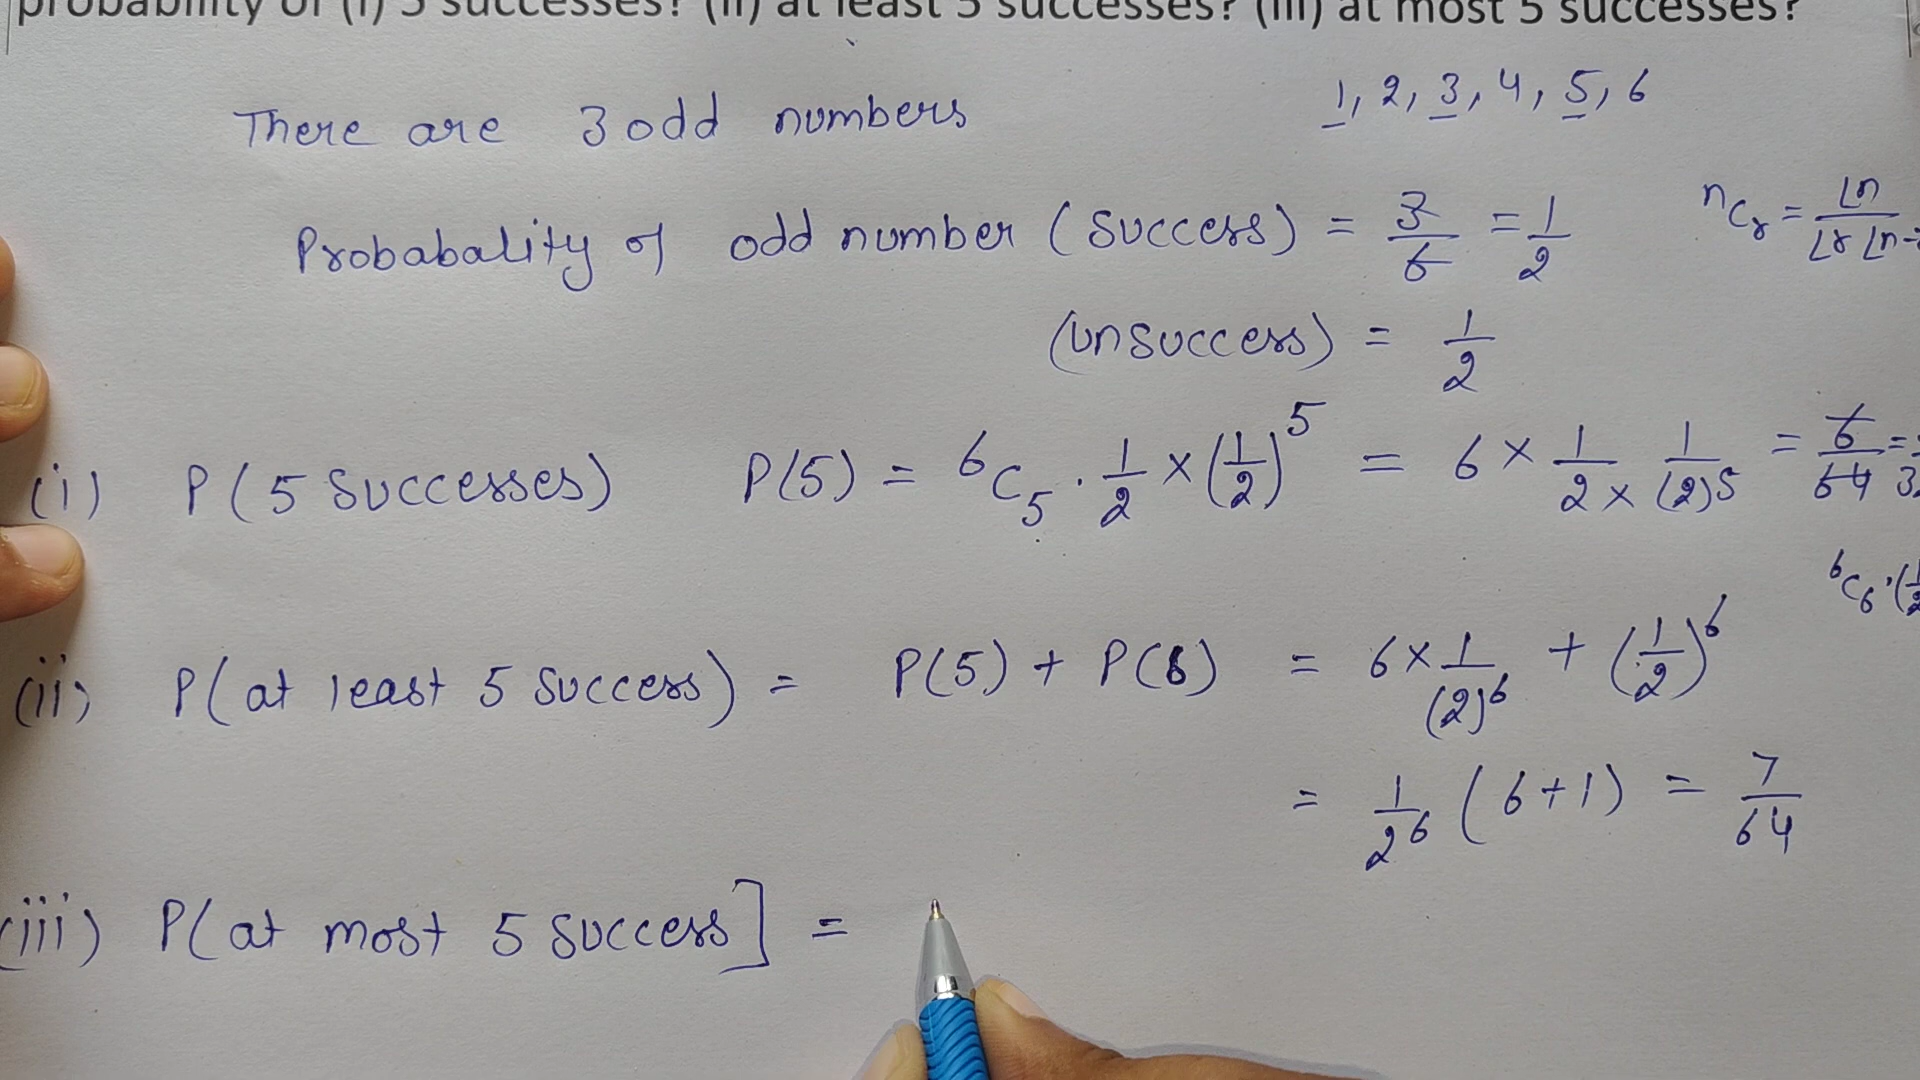 probability of (i) 5 successes? (ii) at least 5 successes? (iii) at most 5 successes?
There are 3 odd numbers 1, 2, 3, 4, 5, 6
Probabality of odd number (success) = 3/6 = 1/2 nCr = ⌊n / ⌊r ⌊n-
(unsuccess) = 1/2
(i) P(5 successes) P(5) = 6C5 · 1/2 × (1/2)^5 = 6 × 1/2 × 1/(2)^5 = 6/64 =
6C6 · (
(ii) P(at least 5 success) = P(5) + P(6) = 6 × 1/(2)^6 + (1/2)^6
= 1/2^6 (6+1) = 7/64
(iii) P(at most 5 success] =